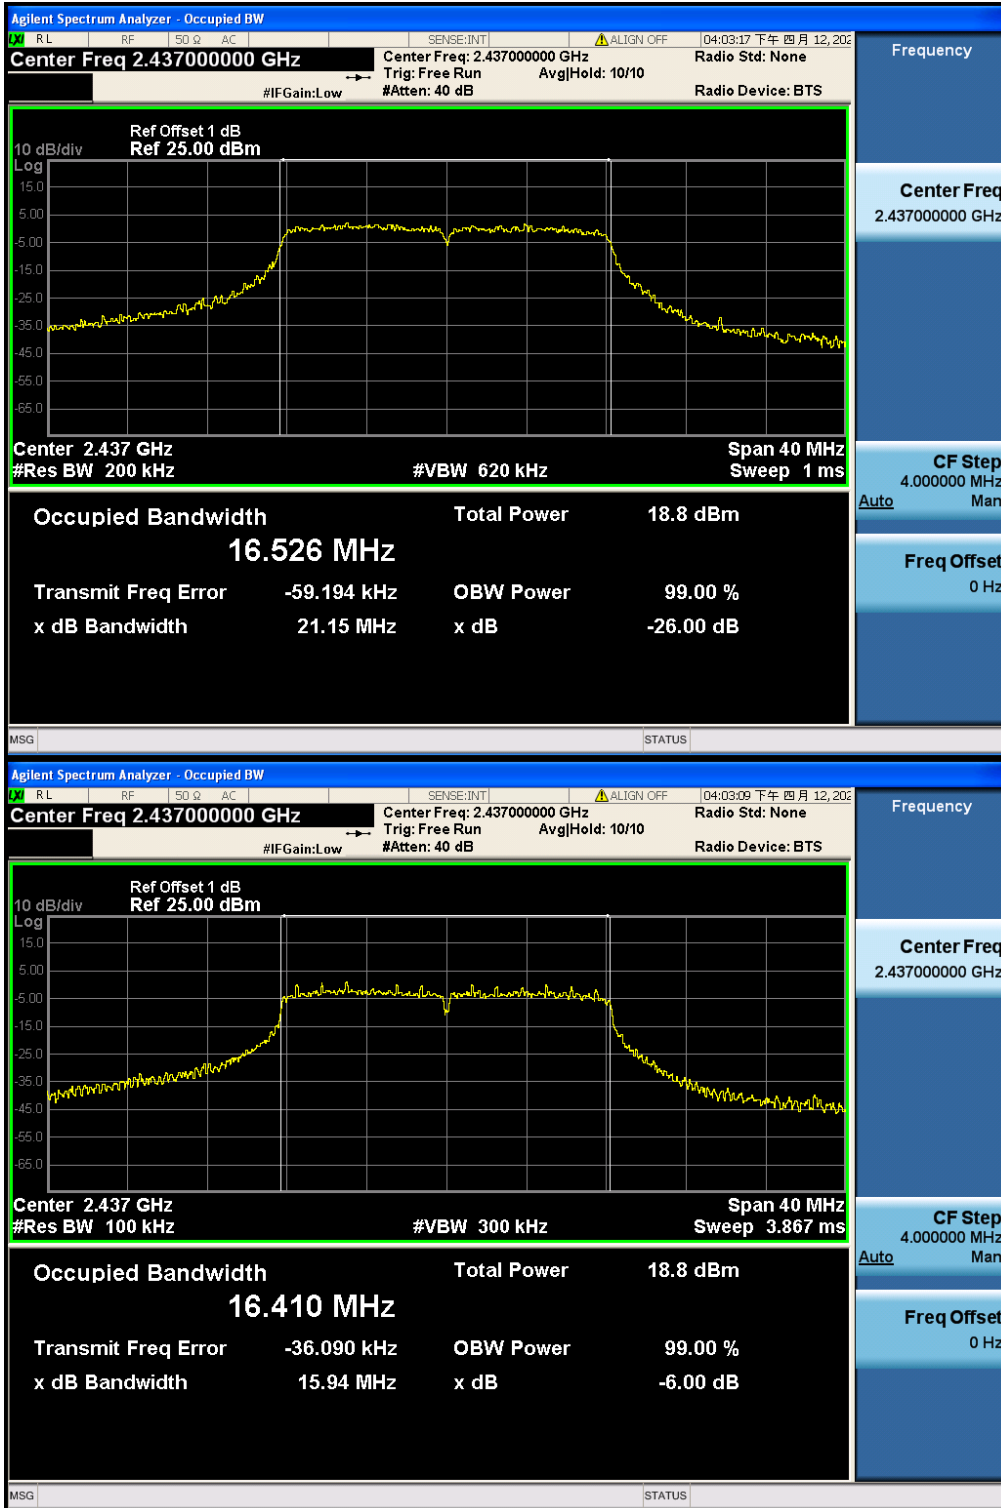 Agilent Spectrum Analyzer - Occupied BW
LXI RL RF 50 Ω AC SENSE:INT ALIGN OFF 04:03:17 下午 四月 12, 202
Center Freq 2.437000000 GHz
Center Freq: 2.437000000 GHz
Radio Std: None
Trig: Free Run Avg|Hold: 10/10
#IFGain:Low
#Atten: 40 dB
Radio Device: BTS
Frequency
Ref Offset 1 dB
10 dB/div Ref 25.00 dBm
Log
15.0
5.00
-5.00
-15.0
-25.0
-35.0
-45.0
-55.0
-65.0
Center Freq
2.437000000 GHz
Center 2.437 GHz Span 40 MHz
#Res BW 200 kHz #VBW 620 kHz Sweep 1 ms
CF Step
4.000000 MHz
Auto Man
Occupied Bandwidth Total Power 18.8 dBm
16.526 MHz
Freq Offset
0 Hz
Transmit Freq Error -59.194 kHz OBW Power 99.00 %
x dB Bandwidth 21.15 MHz x dB -26.00 dB
MSG STATUS
Agilent Spectrum Analyzer - Occupied BW
LXI RL RF 50 Ω AC SENSE:INT ALIGN OFF 04:03:09 下午 四月 12, 202
Center Freq 2.437000000 GHz
Center Freq: 2.437000000 GHz
Radio Std: None
Trig: Free Run Avg|Hold: 10/10
#IFGain:Low
#Atten: 40 dB
Radio Device: BTS
Frequency
Ref Offset 1 dB
10 dB/div Ref 25.00 dBm
Log
15.0
5.00
-5.00
-15.0
-25.0
-35.0
-45.0
-55.0
-65.0
Center Freq
2.437000000 GHz
Center 2.437 GHz Span 40 MHz
#Res BW 100 kHz #VBW 300 kHz Sweep 3.867 ms
CF Step
4.000000 MHz
Auto Man
Occupied Bandwidth Total Power 18.8 dBm
16.410 MHz
Freq Offset
0 Hz
Transmit Freq Error -36.090 kHz OBW Power 99.00 %
x dB Bandwidth 15.94 MHz x dB -6.00 dB
MSG STATUS